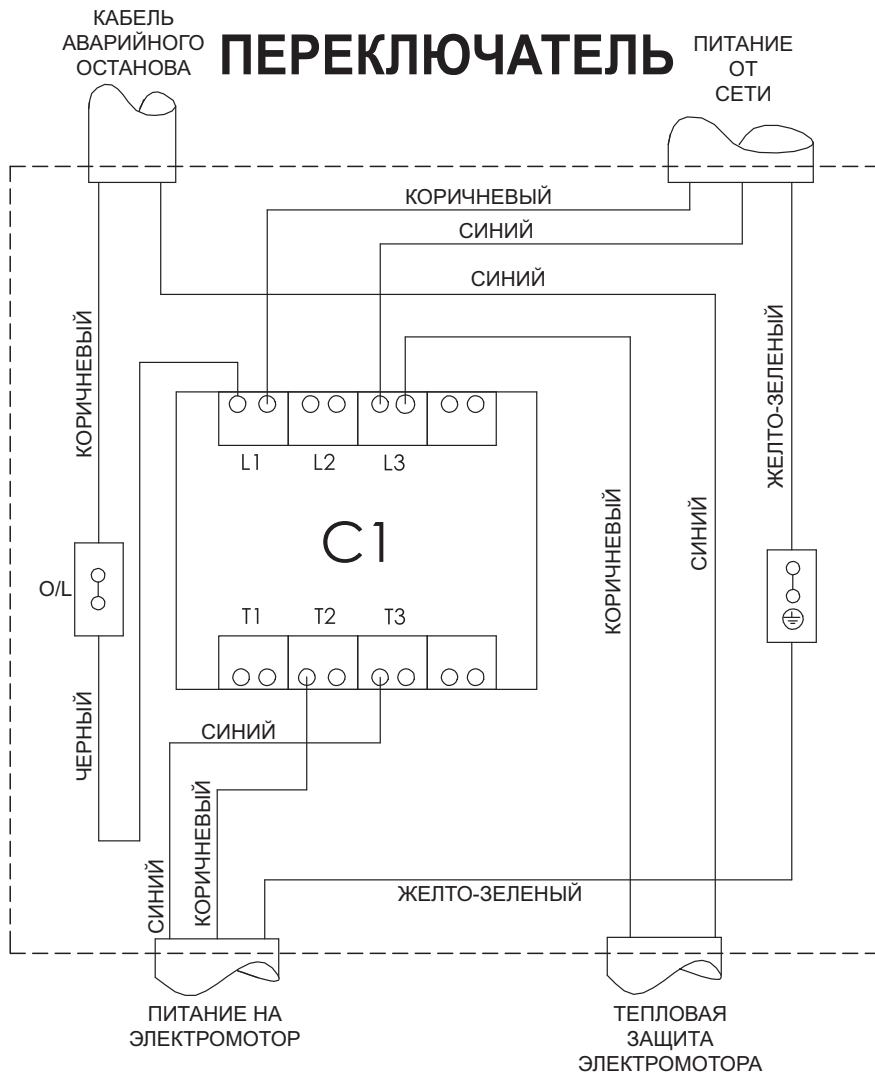 КАБЕЛЬ
АВАРИЙНОГО
ОСТАНОВА
ПЕРЕКЛЮЧАТЕЛЬ
ПИТАНИЕ
ОТ
СЕТИ
КОРИЧНЕВЫЙ
СИНИЙ
СИНИЙ
КОРИЧНЕВЫЙ
ЖЕЛТО-ЗЕЛЕНЫЙ
L1
L2
L3
C1
КОРИЧНЕВЫЙ
СИНИЙ
O/L
T1
T2
T3
ЧЕРНЫЙ
СИНИЙ
КОРИЧНЕВЫЙ
СИНИЙ
ЖЕЛТО-ЗЕЛЕНЫЙ
ПИТАНИЕ НА
ЭЛЕКТРОМОТОР
ТЕПЛОВАЯ
ЗАЩИТА
ЭЛЕКТРОМОТОРА